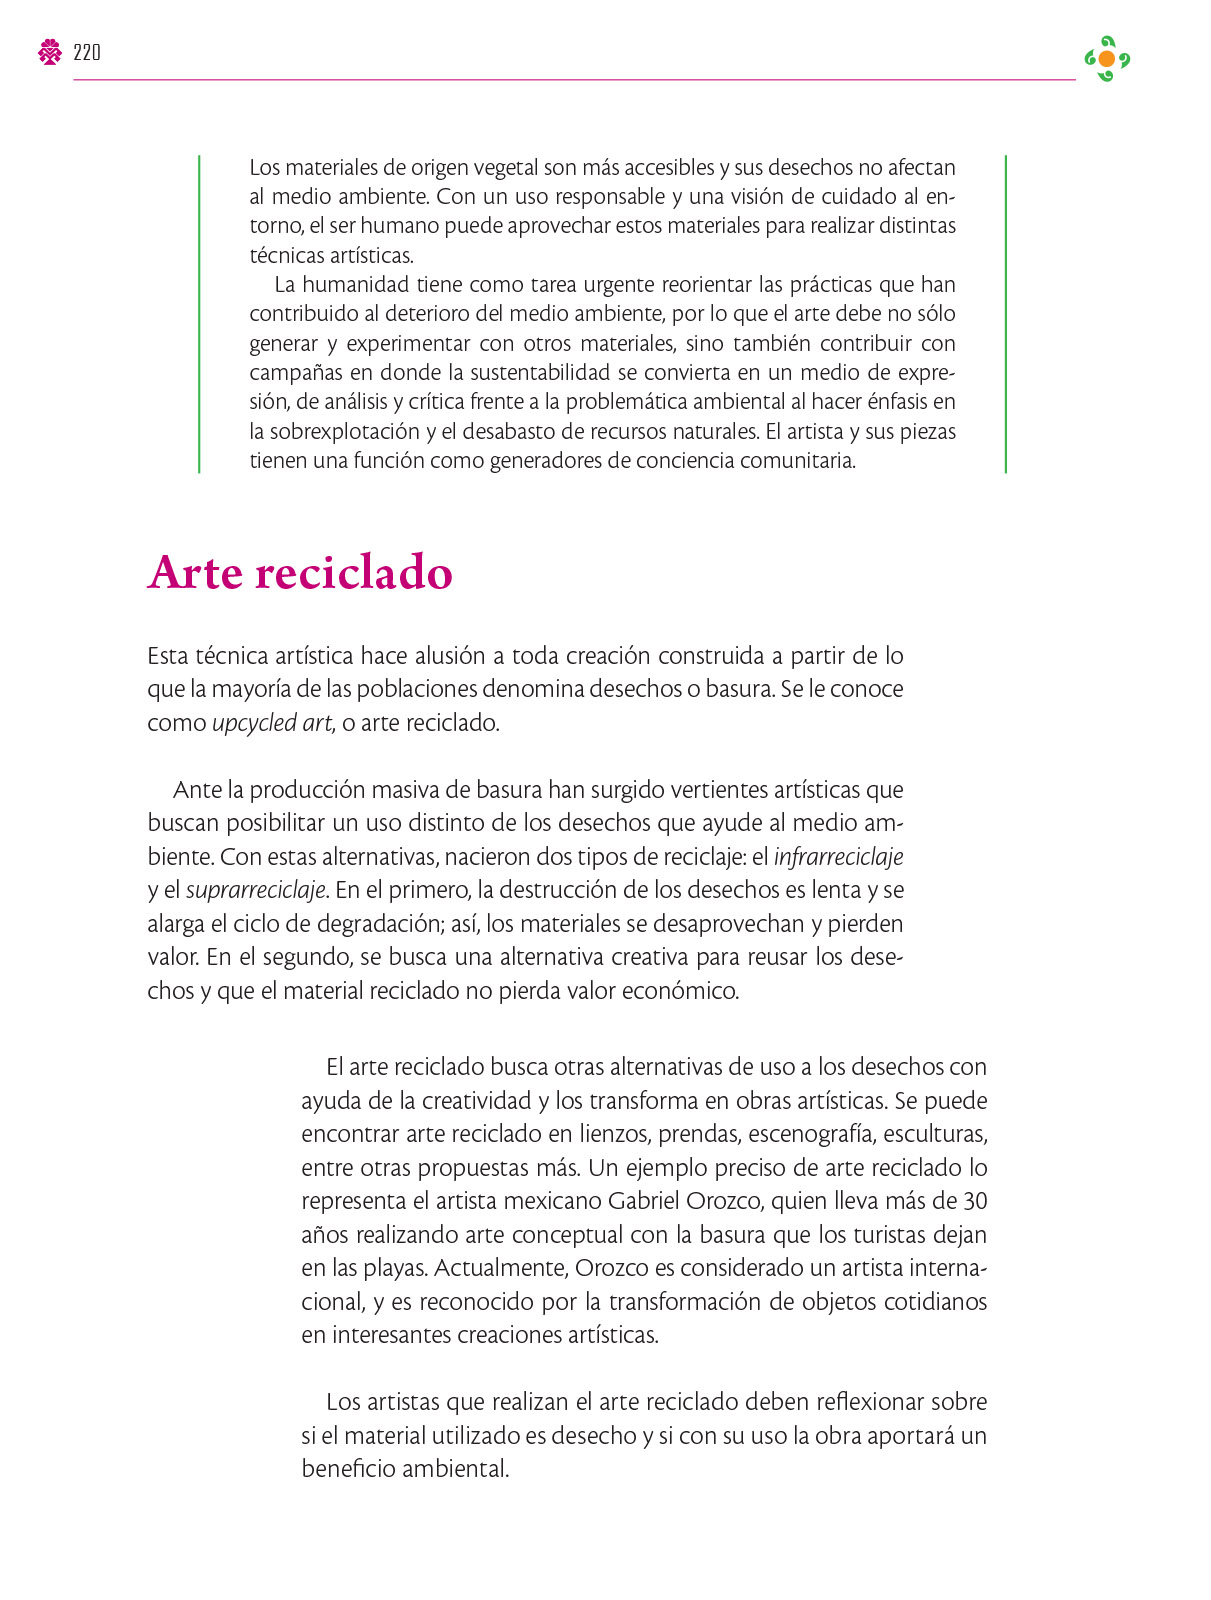 220
Los materiales de origen vegetal son más accesibles y sus desechos no afectan
al medio ambiente. Con un uso responsable y una visión de cuidado al en-
torno, el ser humano puede aprovechar estos materiales para realizar distintas
técnicas artísticas.
La humanidad tiene como tarea urgente reorientar las prácticas que han
contribuido al deterioro del medio ambiente, por lo que el arte debe no sólo
generar y experimentar con otros materiales, sino también contribuir con
campañas en donde la sustentabilidad se convierta en un medio de expre-
sión, de análisis y crítica frente a la problemática ambiental al hacer énfasis en
la sobrexplotación y el desabasto de recursos naturales. El artista y sus piezas
tienen una función como generadores de conciencia comunitaria.
Arte reciclado
Esta técnica artística hace alusión a toda creación construida a partir de lo
que la mayoría de las poblaciones denomina desechos o basura. Se le conoce
como upcycled art, o arte reciclado.
Ante la producción masiva de basura han surgido vertientes artísticas que
buscan posibilitar un uso distinto de los desechos que ayude al medio am-
biente. Con estas alternativas, nacieron dos tipos de reciclaje: el infrarreciclaje
y el suprarreciclaje. En el primero, la destrucción de los desechos es lenta y se
alarga el ciclo de degradación; así, los materiales se desaprovechan y pierden
valor. En el segundo, se busca una alternativa creativa para reusar los dese-
chos y que el material reciclado no pierda valor económico.
El arte reciclado busca otras alternativas de uso a los desechos con
ayuda de la creatividad y los transforma en obras artísticas. Se puede
encontrar arte reciclado en lienzos, prendas, escenografía, esculturas,
entre otras propuestas más. Un ejemplo preciso de arte reciclado lo
representa el artista mexicano Gabriel Orozco, quien lleva más de 30
años realizando arte conceptual con la basura que los turistas dejan
en las playas. Actualmente, Orozco es considerado un artista interna-
cional, y es reconocido por la transformación de objetos cotidianos
en interesantes creaciones artísticas.
Los artistas que realizan el arte reciclado deben reflexionar sobre
si el material utilizado es desecho y si con su uso la obra aportará un
beneficio ambiental.